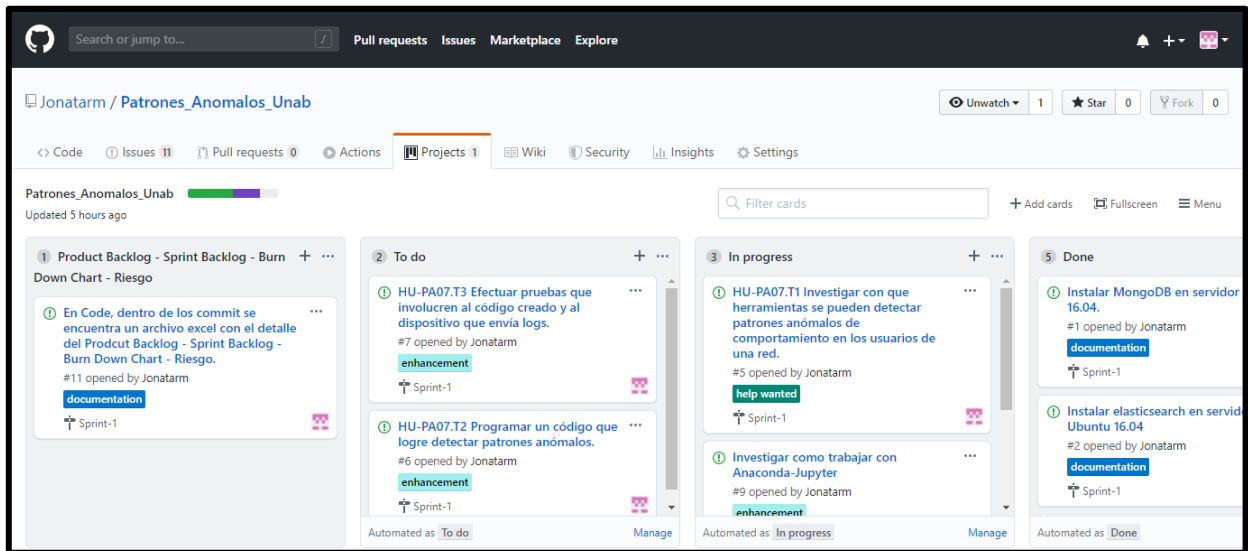 Search or jump to... /
Pull requests Issues Marketplace Explore
Jonatarm / Patrones_Anomalos_Unab
Unwatch 1 Star 0 Fork 0
Code Issues 11 Pull requests 0 Actions Projects 1 Wiki Security Insights Settings
Patrones_Anomalos_Unab
Updated 5 hours ago
Filter cards
Add cards Fullscreen Menu
1 Product Backlog - Sprint Backlog - Burn
Down Chart - Riesgo
En Code, dentro de los commit se
encuentra un archivo excel con el detalle
del Prodcut Backlog - Sprint Backlog -
Burn Down Chart - Riesgo.
#11 opened by Jonatarm
documentation
Sprint-1
2 To do
HU-PA07.T3 Efectuar pruebas que
involucren al código creado y al
dispositivo que envía logs.
#7 opened by Jonatarm
enhancement
Sprint-1
HU-PA07.T2 Programar un código que
logre detectar patrones anómalos.
#6 opened by Jonatarm
enhancement
Sprint-1
Automated as To do Manage
3 In progress
HU-PA07.T1 Investigar con que
herramientas se pueden detectar
patrones anómalos de
comportamiento en los usuarios de
una red.
#5 opened by Jonatarm
help wanted
Sprint-1
Investigar como trabajar con
Anaconda-Jupyter
#9 opened by Jonatarm
enhancement
Automated as In progress Manage
5 Done
Instalar MongoDB en servidor
16.04.
#1 opened by Jonatarm
documentation
Sprint-1
Instalar elasticsearch en servid
Ubuntu 16.04
#2 opened by Jonatarm
documentation
Sprint-1
Automated as Done